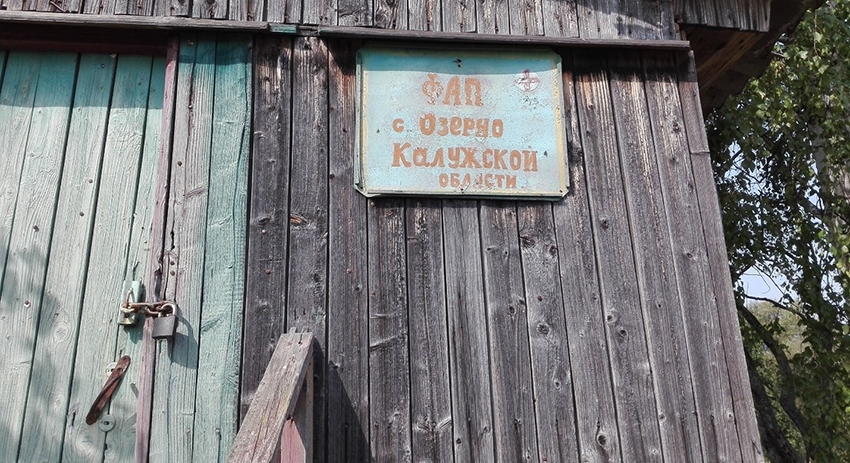 ФАП
с. Озерно
Калужской
области